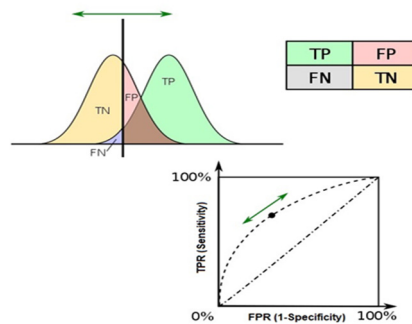 TP FP
FN TN
TN FP TP
FN
100%
TPR (Sensitivity)
0% FPR (1-Specificity) 100%